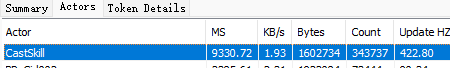 Summary Actors Token Details
Actor MS KB/s Bytes Count Update HZ
CastSkill 9330.72 1.93 1602734 343737 422.80